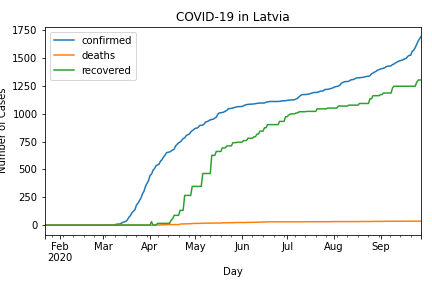 COVID-19 in Latvia
1750
1500
1250
1000
750
500
250
0
Number of Cases
confirmed
deaths
recovered
Feb
2020
Mar
Apr
May
Jun
Jul
Aug
Sep
Day